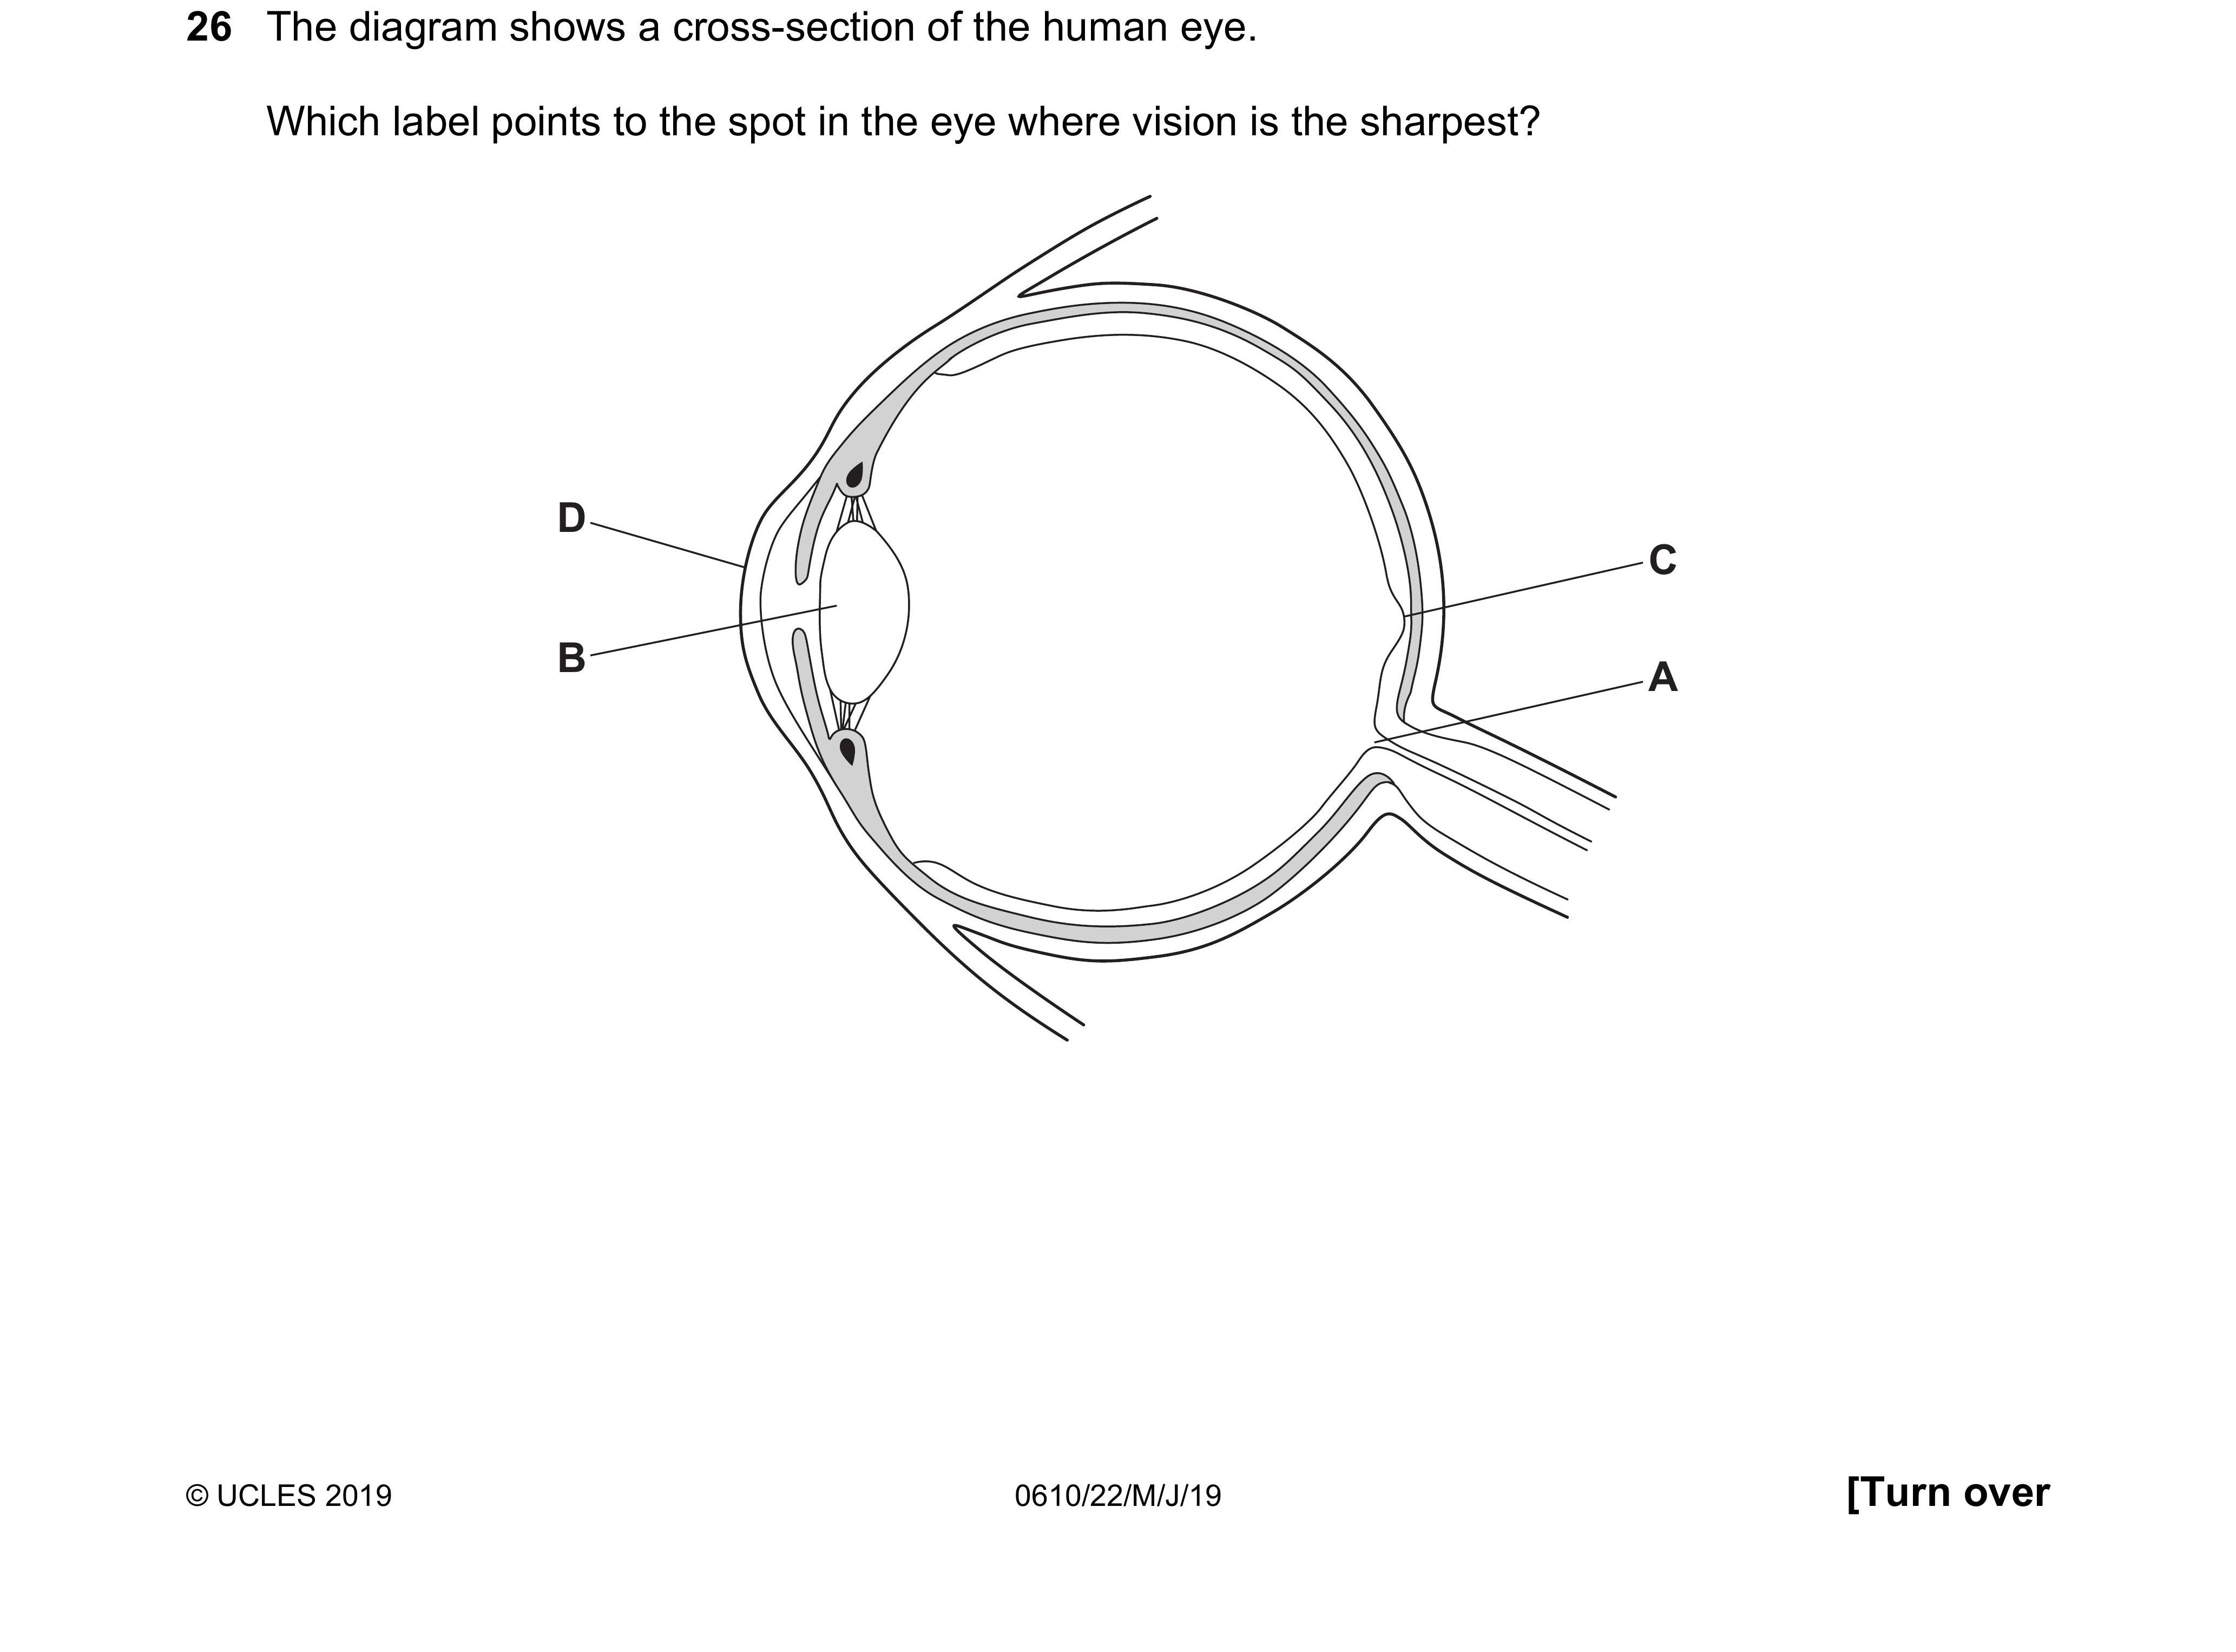 26 The diagram shows a cross-section of the human eye.
Which label points to the spot in the eye where vision is the sharpest?
D
C
B
A
© UCLES 2019 0610/22/M/J/19 [Turn over